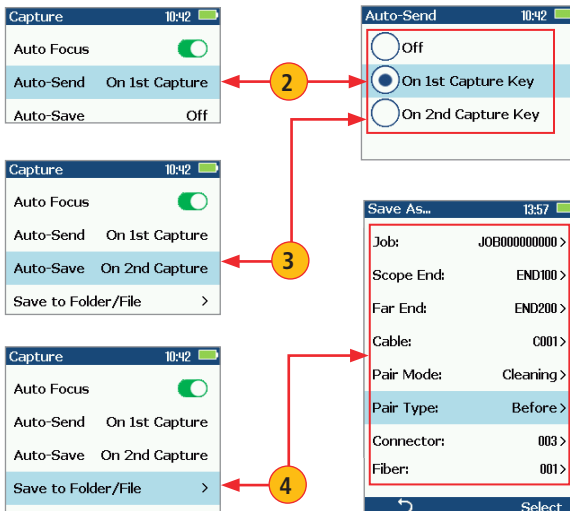 Capture 10:42
Auto Focus
Auto-Send On 1st Capture
Auto-Save Off
2
Auto-Send 10:42
Off
On 1st Capture Key
On 2nd Capture Key
Capture 10:42
Auto Focus
Auto-Send On 1st Capture
Auto-Save On 2nd Capture
Save to Folder/File >
3
Capture 10:42
Auto Focus
Auto-Send On 1st Capture
Auto-Save On 2nd Capture
Save to Folder/File >
4
Save As... 13:57
Job: JOB000000000 >
Scope End: END100 >
Far End: END200 >
Cable: C001 >
Pair Mode: Cleaning >
Pair Type: Before >
Connector: 003 >
Fiber: 001 >
Select